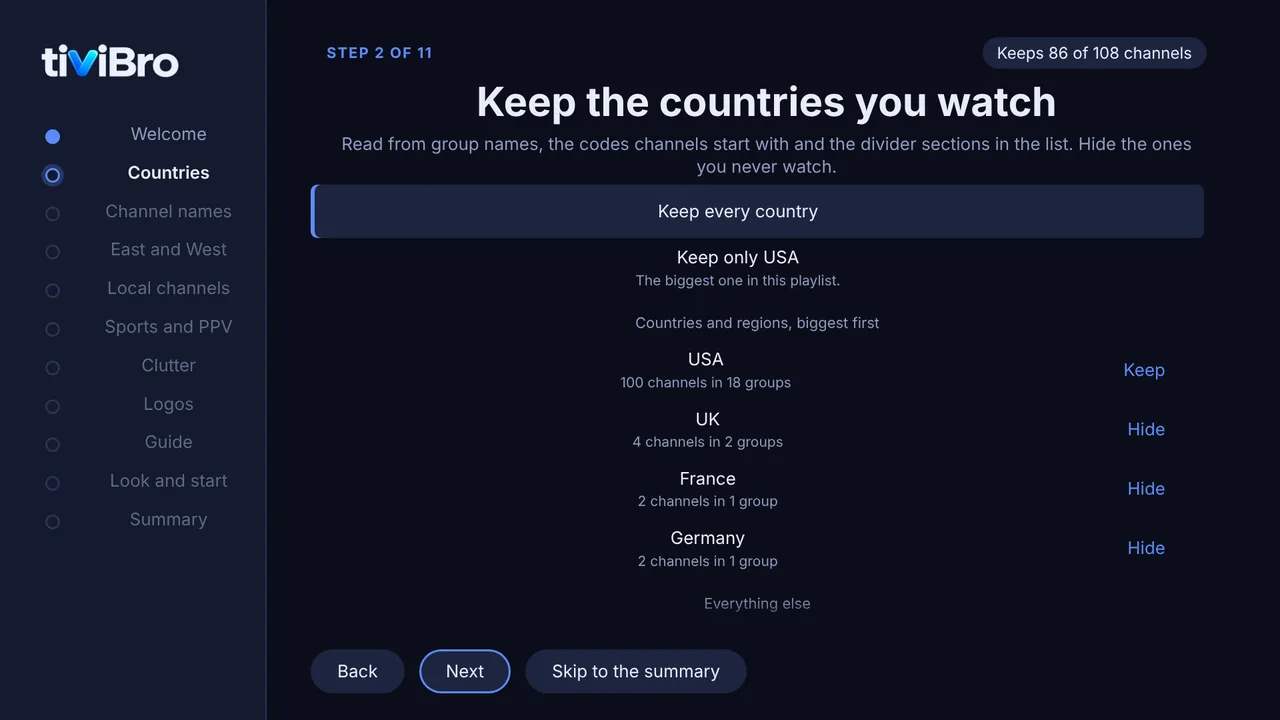 tiviBro
Welcome
Countries
Channel names
East and West
Local channels
Sports and PPV
Clutter
Logos
Guide
Look and start
Summary
STEP 2 OF 11
Keeps 86 of 108 channels
Keep the countries you watch
Read from group names, the codes channels start with and the divider sections in the list. Hide the ones
you never watch.
Keep every country
Keep only USA
The biggest one in this playlist.
Countries and regions, biggest first
USA
100 channels in 18 groups
Keep
UK
4 channels in 2 groups
Hide
France
2 channels in 1 group
Hide
Germany
2 channels in 1 group
Hide
Everything else
Back
Next
Skip to the summary